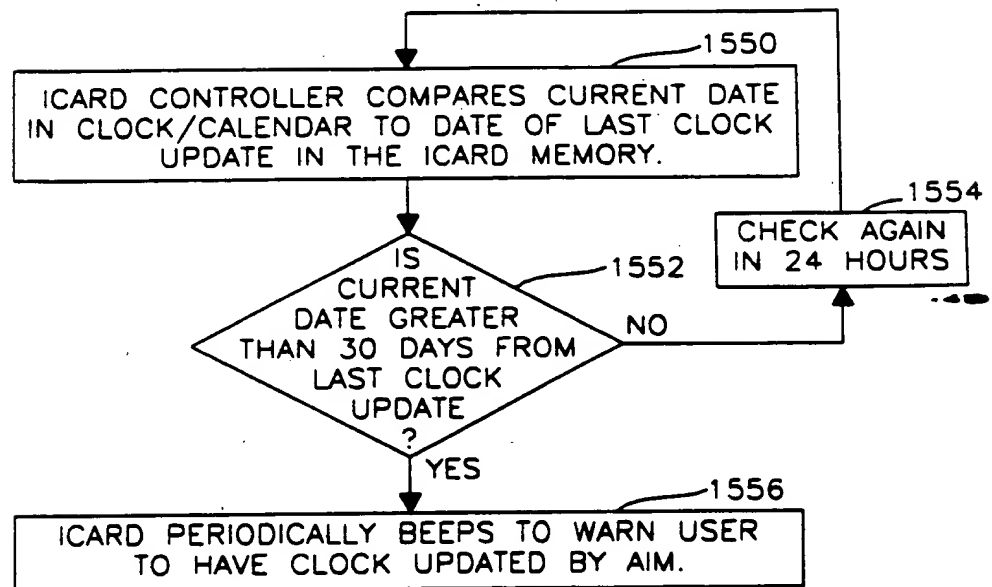 1550
ICARD CONTROLLER COMPARES CURRENT DATE
IN CLOCK/CALENDAR TO DATE OF LAST CLOCK
UPDATE IN THE ICARD MEMORY.
1554
CHECK AGAIN
IN 24 HOURS
1552
IS
CURRENT
DATE GREATER
THAN 30 DAYS FROM
LAST CLOCK
UPDATE
?
NO
YES
1556
ICARD PERIODICALLY BEEPS TO WARN USER
TO HAVE CLOCK UPDATED BY AIM.